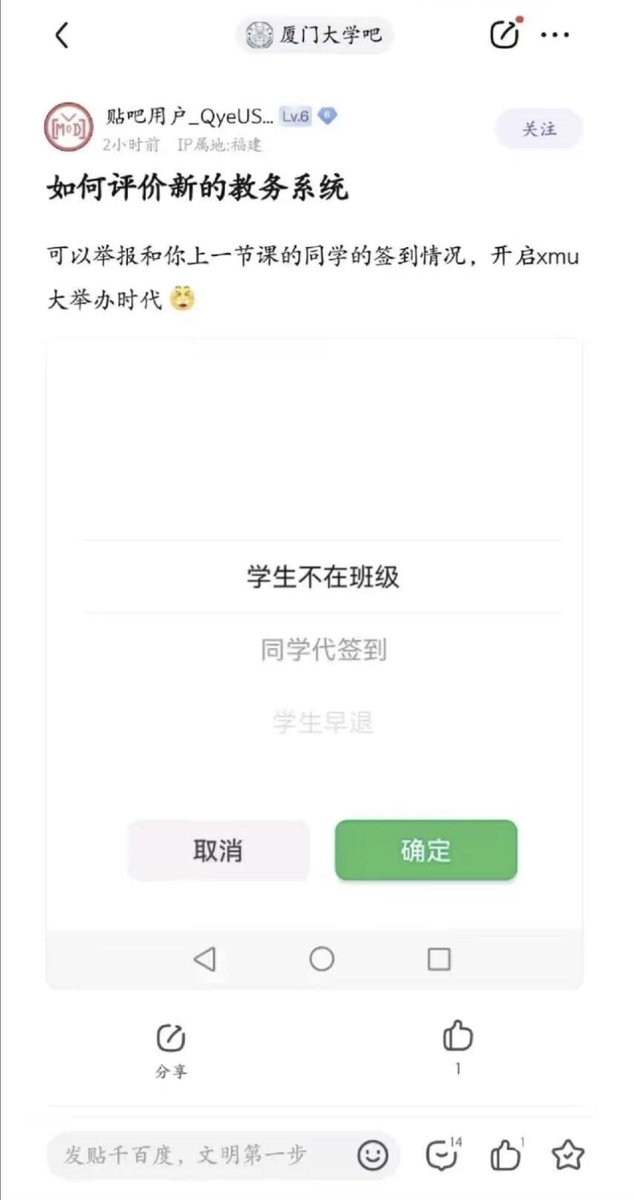 厦门大学吧
贴吧用户_QyeUS... Lv.6 6
2小时前 IP属地:福建
关注
如何评价新的教务系统
可以举报和你上一节课的同学的签到情况，开启xmu
大举办时代
学生不在班级
同学代签到
学生早退
取消
确定
分享
1
发贴千百度，文明第一步
14
1